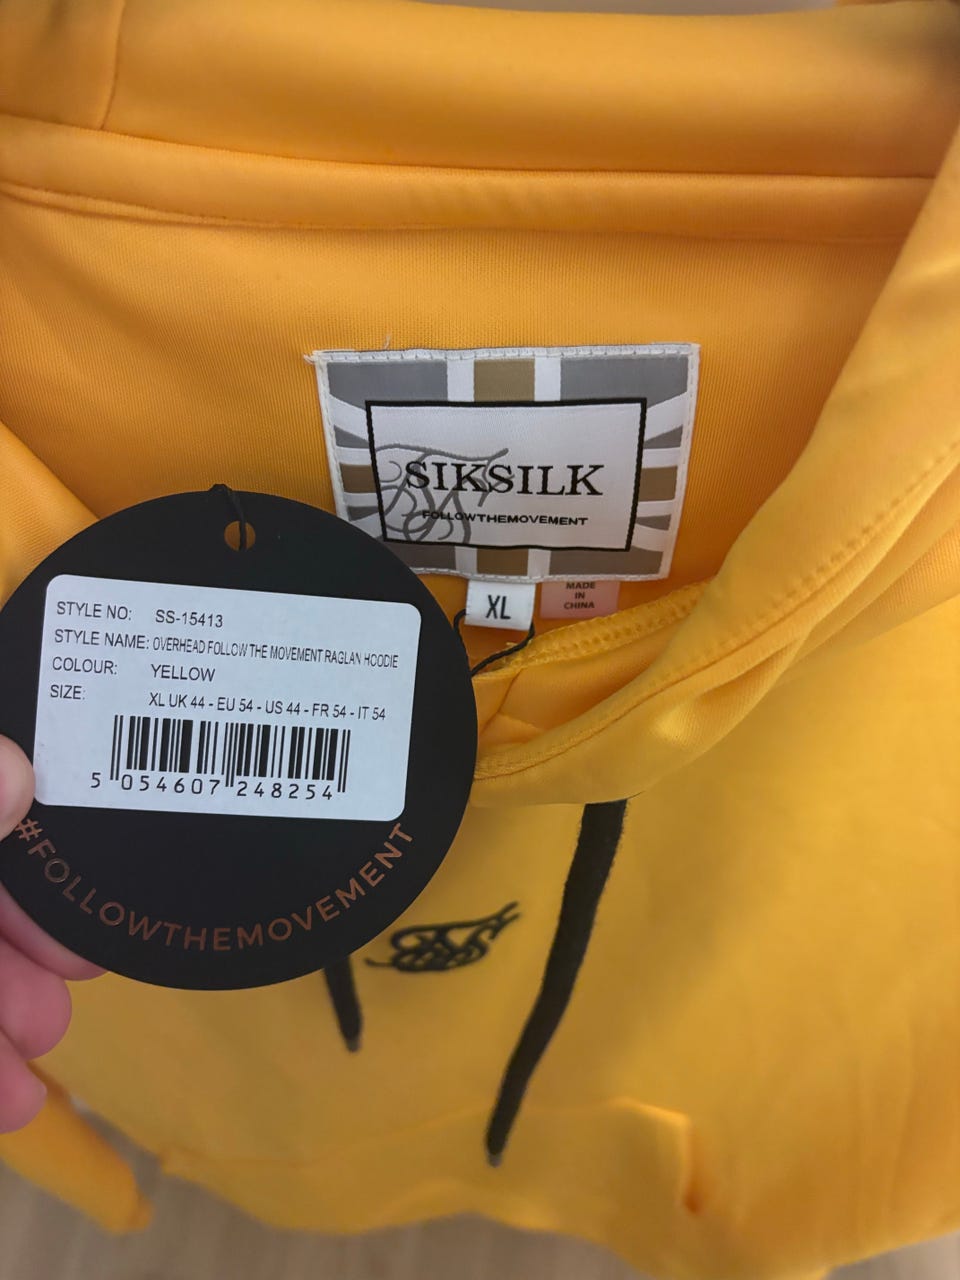 SIKSILK
FOLLOWTHEMOVEMENT
XL
MADE
IN
CHINA
STYLE NO: SS-15413
STYLE NAME: OVERHEAD FOLLOW THE MOVEMENT RAGLAN HOODIE
COLOUR: YELLOW
SIZE: XL UK 44 - EU 54 - US 44 - FR 54 - IT 54
5 054607 248254
#FOLLOWTHEMOVEMENT